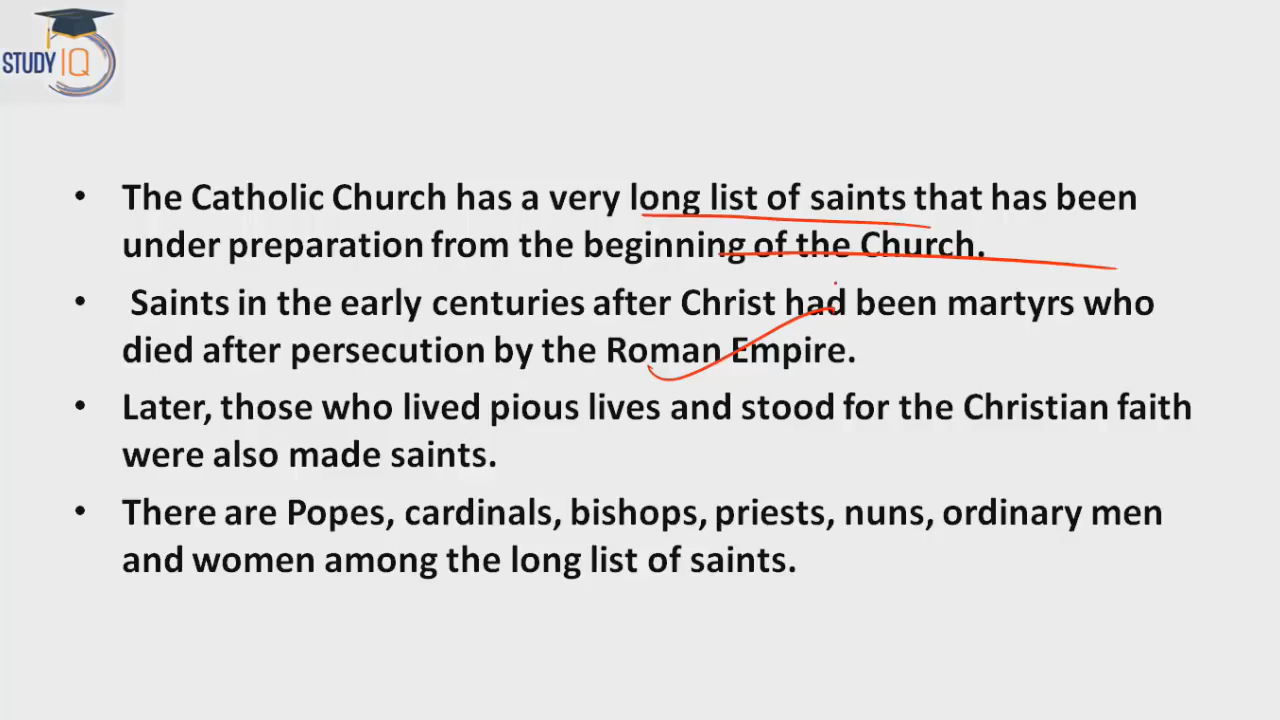 STUDY IQ
• The Catholic Church has a very long list of saints that has been
under preparation from the beginning of the Church.
• Saints in the early centuries after Christ had been martyrs who
died after persecution by the Roman Empire.
• Later, those who lived pious lives and stood for the Christian faith
were also made saints.
• There are Popes, cardinals, bishops, priests, nuns, ordinary men
and women among the long list of saints.